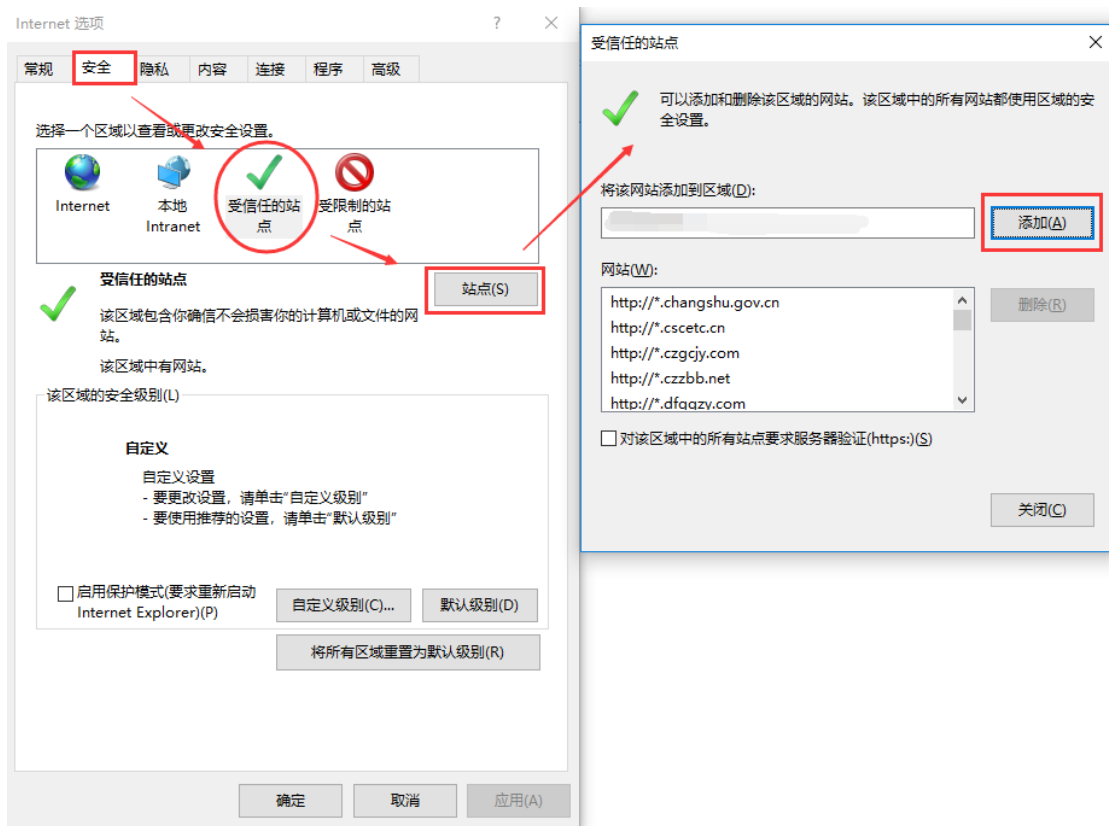 Internet 选项
?
常规
安全
隐私
内容
连接
程序
高级
选择一个区域以查看或更改安全设置。
Internet
本地
Intranet
受信任的站
点
受限制的站
点
受信任的站点
站点(S)
该区域包含你确信不会损害你的计算机或文件的网
站。
该区域中有网站。
该区域的安全级别(L)
自定义
自定义设置
- 要更改设置，请单击“自定义级别”
- 要使用推荐的设置，请单击“默认级别”
启用保护模式(要求重新启动
Internet Explorer)(P)
自定义级别(C)...
默认级别(D)
将所有区域重置为默认级别(R)
确定
取消
应用(A)
受信任的站点
可以添加和删除该区域的网站。该区域中的所有网站都使用区域的安
全设置。
将该网站添加到区域(D):
添加(A)
网站(W):
http://*.changshu.gov.cn
http://*.cscetc.cn
http://*.czgcjy.com
http://*.czzbb.net
http://*.dfggzy.com
删除(R)
对该区域中的所有站点要求服务器验证(https:)(S)
关闭(C)